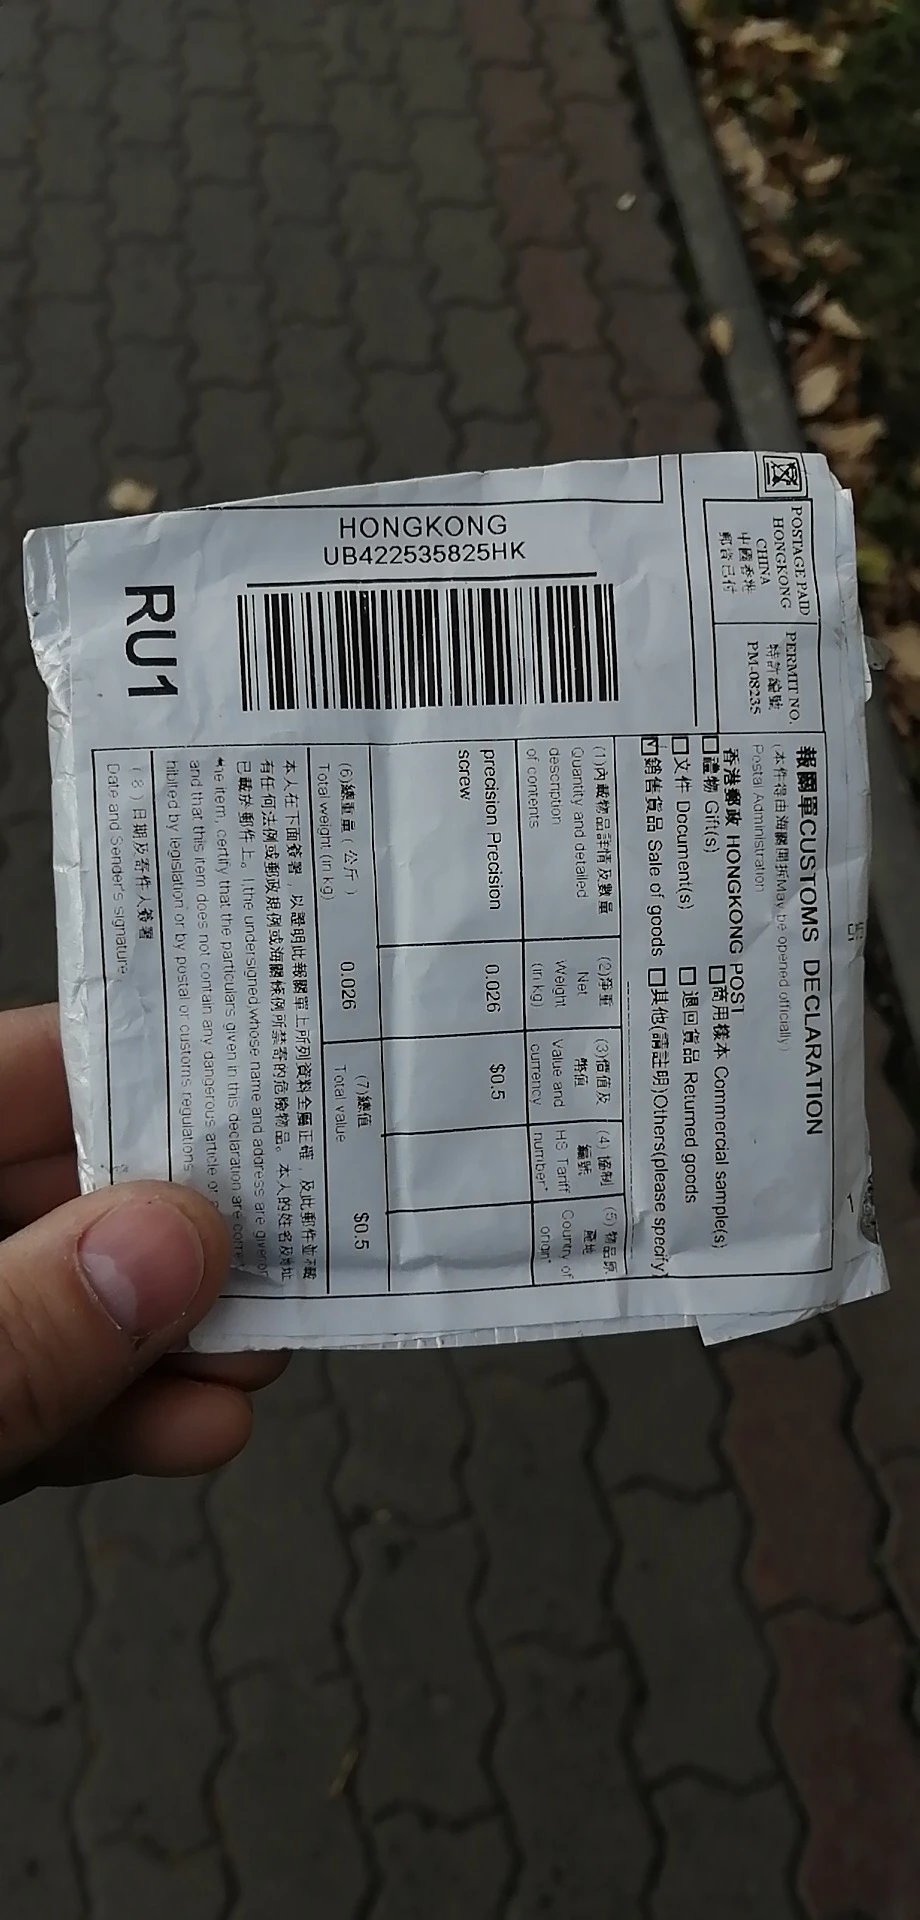 POSTAGE PAID
HONGKONG
CHINA
中國香港
郵資已付
PERMIT NO.
特許編號
PM-08235
HONGKONG
UB422535825HK
RU1
報關單CUSTOMS DECLARATION
(本件得由海關開拆May be opened officially)
Postal Administration
香港郵政 HONGKONG POST
禮物 Gift(s) 商用樣本 Commercial sample(s)
文件 Document(s) 退回貨品 Returned goods
銷售貨品 Sale of goods 其他(請註明)Others(please specify)
(1)內載物品詳情及數量
Quantity and detailed
description
of contents
(2)淨重
Net
Weight
(in kg)
(3)價值及
幣值
Value and
currency
(4) 協制
編號
HS Tariff
number*
(5) 物品原
產地
Country of
origin*
precision Precision
screw
0.026
$0.5
(6)總重量 ( 公斤 )
Total weight (in kg)
0.026
(7)總值
Total value
$0.5
本人在下面簽署，以證明此報關單上所列資料全屬正確，及此郵件並不載
有任何法例或郵政規例或海關條例所禁寄的危險物品。本人的姓名及地址
已載於郵件上。I,the undersigned,whose name and address are given on
the item, certify that the particulars given in this declaration are correct
and that this item does not contain any dangerous article or
hibited by legislation or by postal or customs regulations
( 8 ) 日期及寄件人簽署
Date and Sender's signature